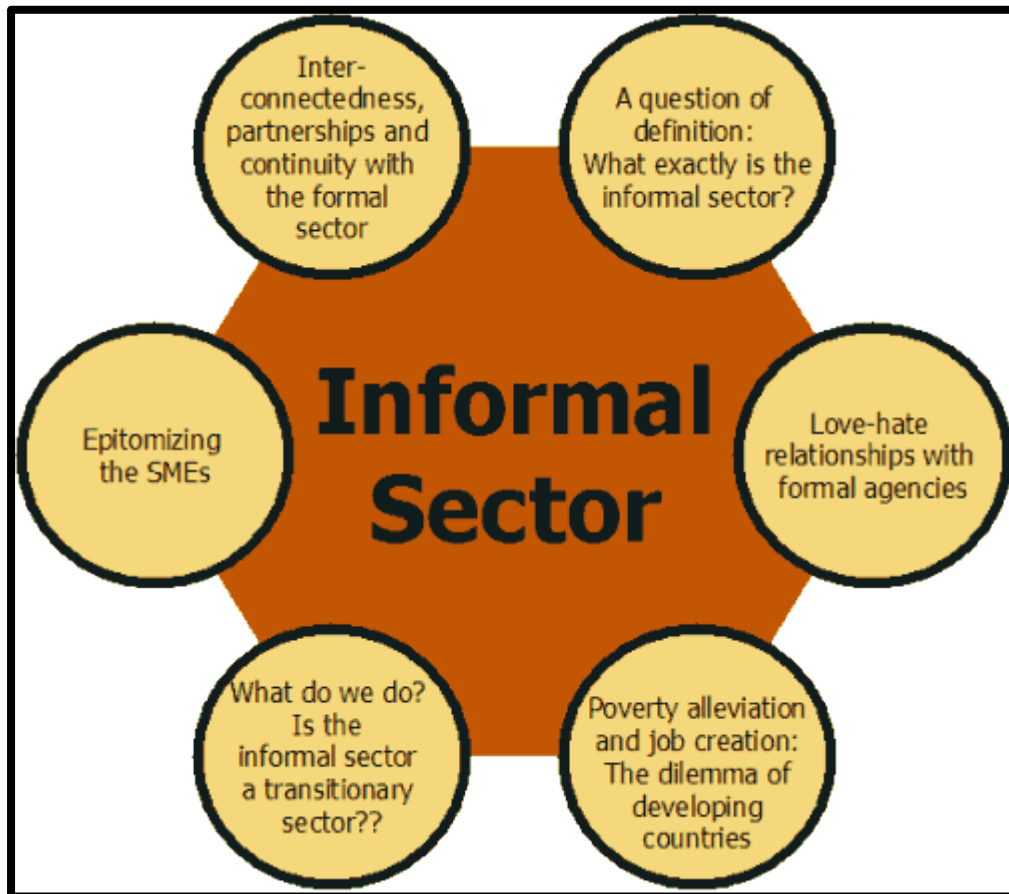 Inter-
connectedness,
partnerships and
continuity with
the formal
sector
A question of
definition:
What exactly is the
informal sector?
Epitomizing
the SMEs
Informal
Sector
Love-hate
relationships with
formal agencies
What do we do?
Is the
informal sector
a transitionary
sector??
Poverty alleviation
and job creation:
The dilemma of
developing
countries